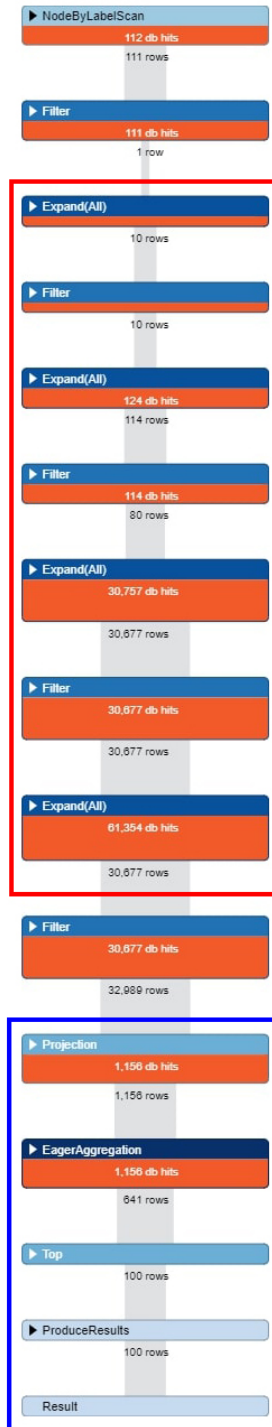 NodeByLabelScan
112 db hits
111 rows
Filter
111 db hits
1 row
Expand(All)
10 rows
Filter
10 rows
Expand(All)
124 db hits
114 rows
Filter
114 db hits
80 rows
Expand(All)
30,757 db hits
30,677 rows
Filter
30,677 db hits
30,677 rows
Expand(All)
61,354 db hits
30,677 rows
Filter
30,677 db hits
32,989 rows
Projection
1,156 db hits
1,156 rows
EagerAggregation
1,156 db hits
641 rows
Top
100 rows
ProduceResults
100 rows
Result